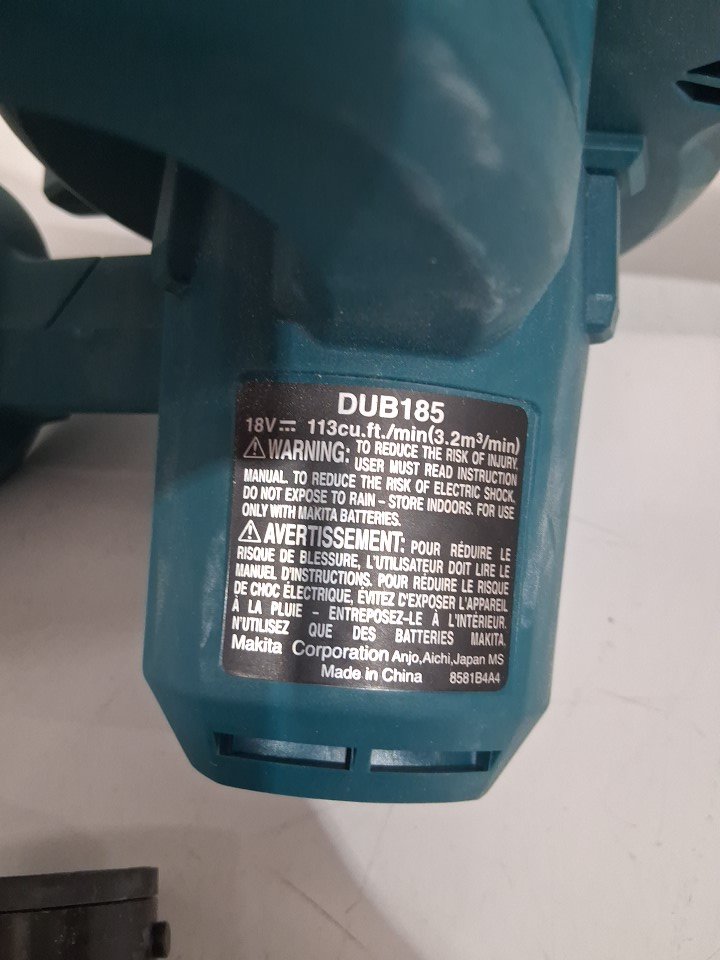 DUB185
18V⎓ 113cu.ft./min(3.2m³/min)
⚠WARNING: TO REDUCE THE RISK OF INJURY,
USER MUST READ INSTRUCTION
MANUAL. TO REDUCE THE RISK OF ELECTRIC SHOCK,
DO NOT EXPOSE TO RAIN – STORE INDOORS. FOR USE
ONLY WITH MAKITA BATTERIES.
⚠AVERTISSEMENT: POUR RÉDUIRE LE
RISQUE DE BLESSURE, L'UTILISATEUR DOIT LIRE LE
MANUEL D'INSTRUCTIONS. POUR RÉDUIRE LE RISQUE
DE CHOC ÉLECTRIQUE, ÉVITEZ D'EXPOSER L'APPAREIL
À LA PLUIE – ENTREPOSEZ-LE À L'INTÉRIEUR.
N'UTILISEZ QUE DES BATTERIES MAKITA.
Makita Corporation Anjo,Aichi,Japan MS
Made in China 8581B4A4